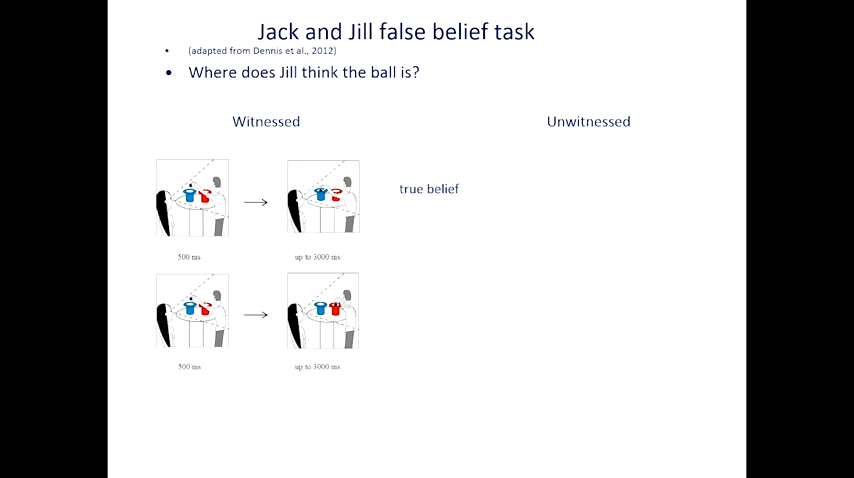 Jack and Jill false belief task
(adapted from Dennis et al., 2012)
Where does Jill think the ball is?
Witnessed
Unwitnessed
true belief
500 ms
up to 3000 ms
500 ms
up to 3000 ms